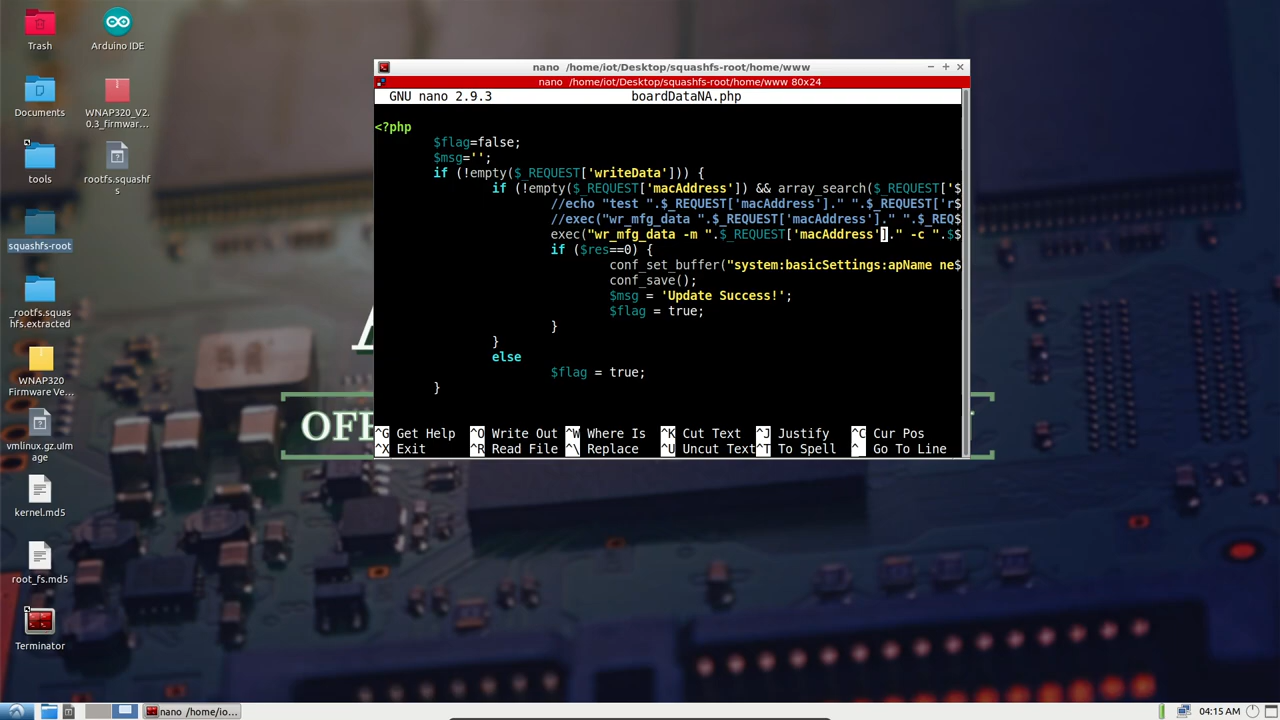 Trash
Arduino IDE
Documents
WNAP320_V2.
0.3_firmwar...
tools
rootfs.squashf
s
squashfs-root
_rootfs.squas
hfs.extracted
WNAP320
Firmware Ve...
vmlinux.gz.uIm
age
kernel.md5
root_fs.md5
Terminator
nano /home/iot/Desktop/squashfs-root/home/www
nano /home/iot/Desktop/squashfs-root/home/www 80x24
GNU nano 2.9.3 boardDataNA.php
<?php
$flag=false;
$msg='';
if (!empty($_REQUEST['writeData'])) {
if (!empty($_REQUEST['macAddress']) && array_search($_REQUEST['$
//echo "test ".$_REQUEST['macAddress']." ".$_REQUEST['r$
//exec("wr_mfg_data ".$_REQUEST['macAddress']." ".$_REQ$
exec("wr_mfg_data -m ".$_REQUEST['macAddress']." -c ".$$
if ($res==0) {
conf_set_buffer("system:basicSettings:apName ne$
conf_save();
$msg = 'Update Success!';
$flag = true;
}
}
else
$flag = true;
}
^G Get Help ^O Write Out ^W Where Is ^K Cut Text ^J Justify ^C Cur Pos
^X Exit ^R Read File ^\ Replace ^U Uncut Text ^T To Spell ^_ Go To Line
nano /home/io...
04:15 AM